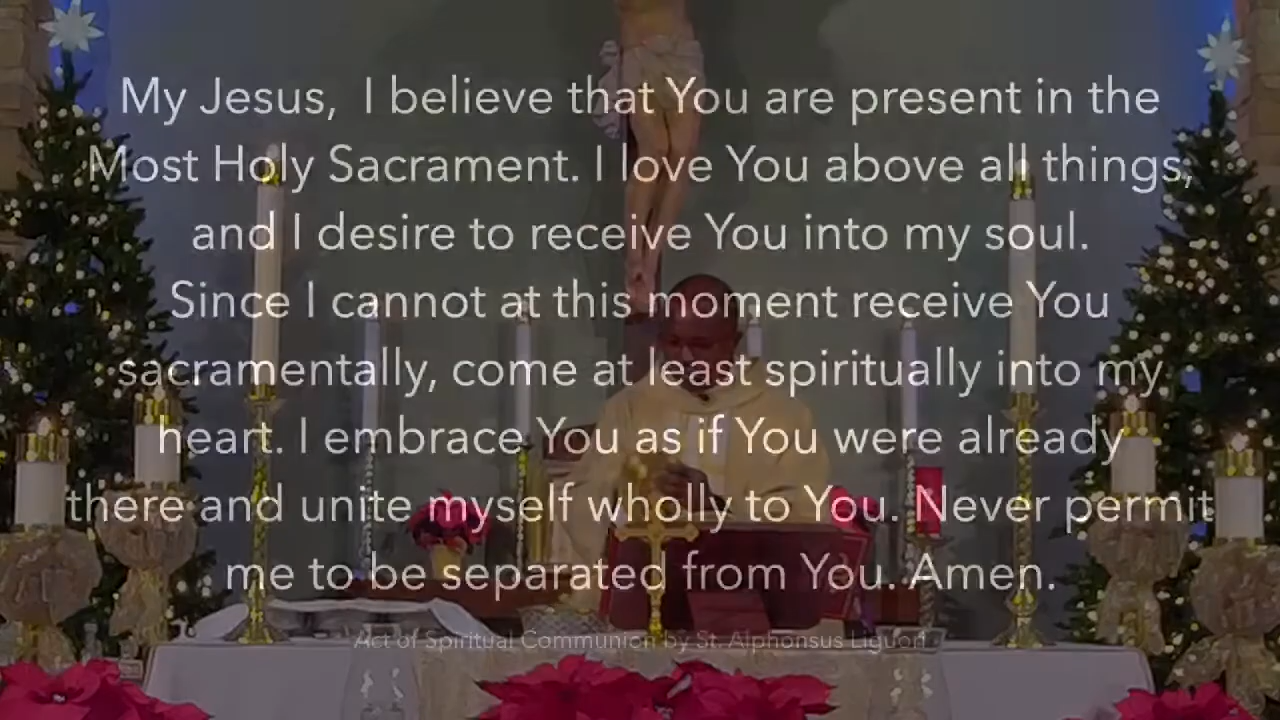 My Jesus, I believe that You are present in the
Most Holy Sacrament. I love You above all things,
and I desire to receive You into my soul.
Since I cannot at this moment receive You
sacramentally, come at least spiritually into my
heart. I embrace You as if You were already
there and unite myself wholly to You. Never permit
me to be separated from You. Amen.
Act of Spiritual Communion by St. Alphonsus Liguori